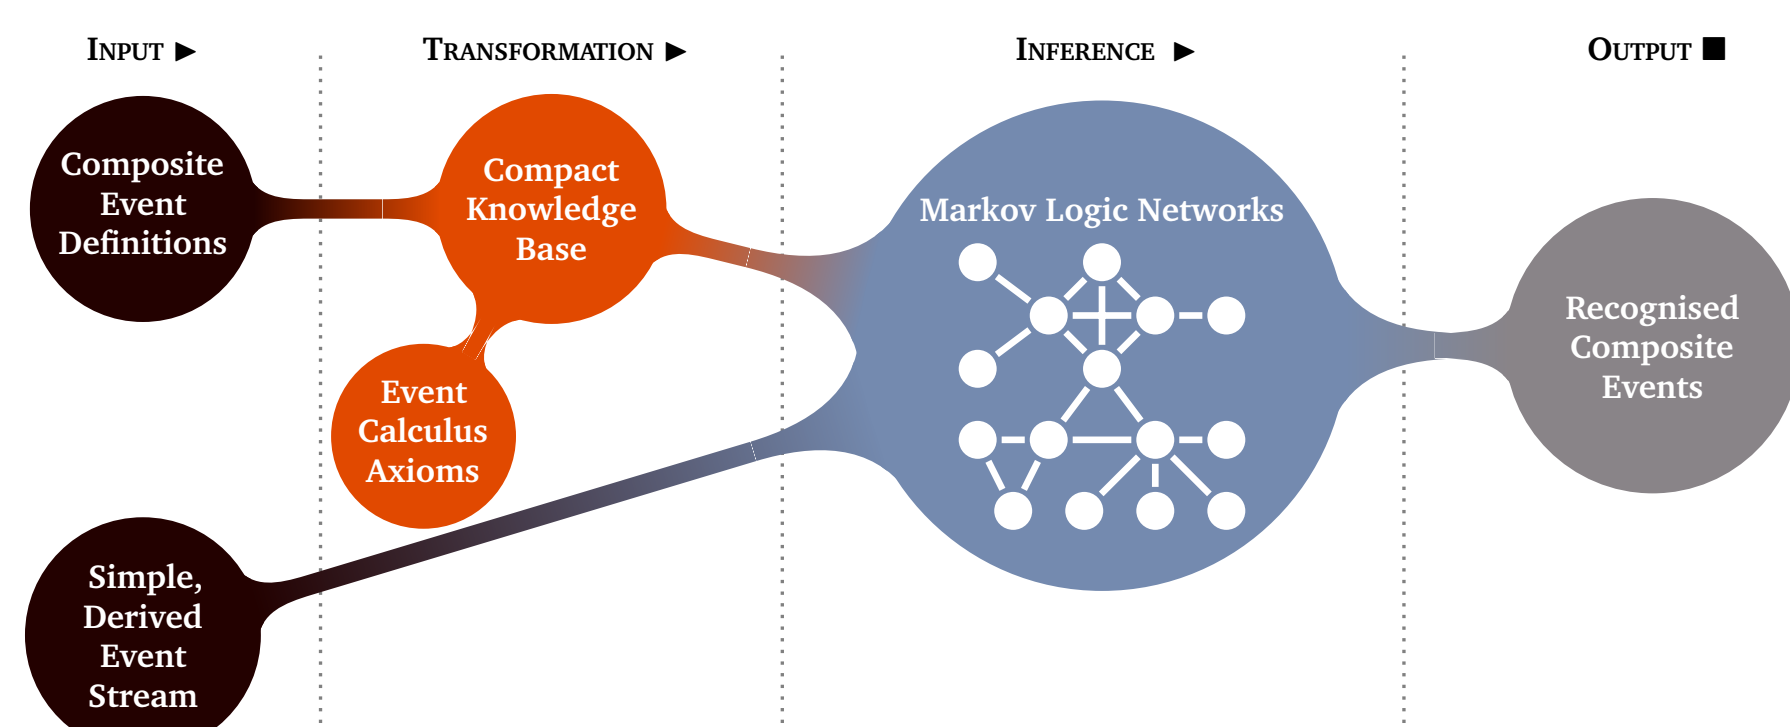 INPUT ▶
TRANSFORMATION ▶
INFERENCE ▶
OUTPUT ■
Composite
Event
Definitions
Compact
Knowledge
Base
Event
Calculus
Axioms
Simple,
Derived
Event
Stream
Markov Logic Networks
Recognised
Composite
Events